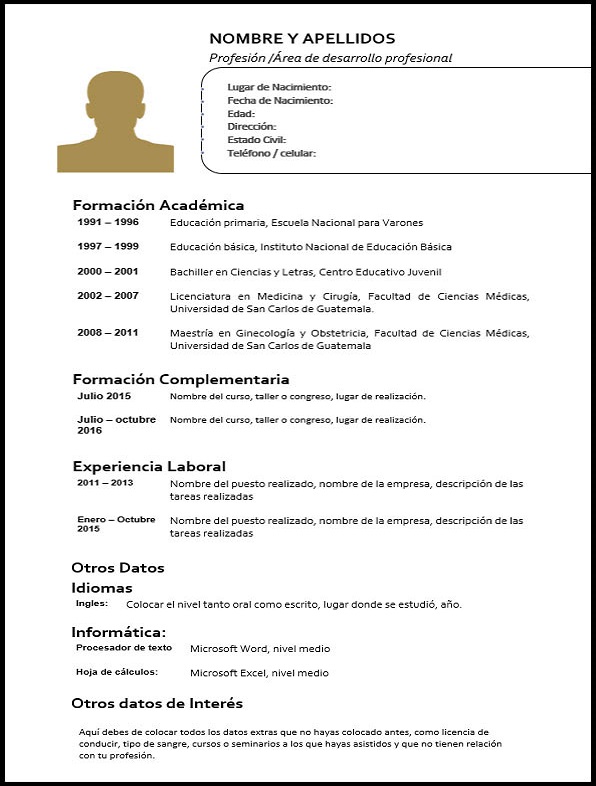 NOMBRE Y APELLIDOS
Profesión /Área de desarrollo profesional
Lugar de Nacimiento:
Fecha de Nacimiento:
Edad:
Dirección:
Estado Civil:
Teléfono / celular:
Formación Académica
1991 – 1996 Educación primaria, Escuela Nacional para Varones
1997 – 1999 Educación básica, Instituto Nacional de Educación Básica
2000 – 2001 Bachiller en Ciencias y Letras, Centro Educativo Juvenil
2002 – 2007 Licenciatura en Medicina y Cirugía, Facultad de Ciencias Médicas,
Universidad de San Carlos de Guatemala.
2008 – 2011 Maestría en Ginecología y Obstetricia, Facultad de Ciencias Médicas,
Universidad de San Carlos de Guatemala
Formación Complementaria
Julio 2015 Nombre del curso, taller o congreso, lugar de realización.
Julio – octubre Nombre del curso, taller o congreso, lugar de realización.
2016
Experiencia Laboral
2011 – 2013 Nombre del puesto realizado, nombre de la empresa, descripción de las
tareas realizadas
Enero – Octubre Nombre del puesto realizado, nombre de la empresa, descripción de las
2015 tareas realizadas
Otros Datos
Idiomas
Ingles: Colocar el nivel tanto oral como escrito, lugar donde se estudió, año.
Informática:
Procesador de texto Microsoft Word, nivel medio
Hoja de cálculos: Microsoft Excel, nivel medio
Otros datos de Interés
Aquí debes de colocar todos los datos extras que no hayas colocado antes, como licencia de
conducir, tipo de sangre, cursos o seminarios a los que hayas asistidos y que no tienen relación
con tu profesión.